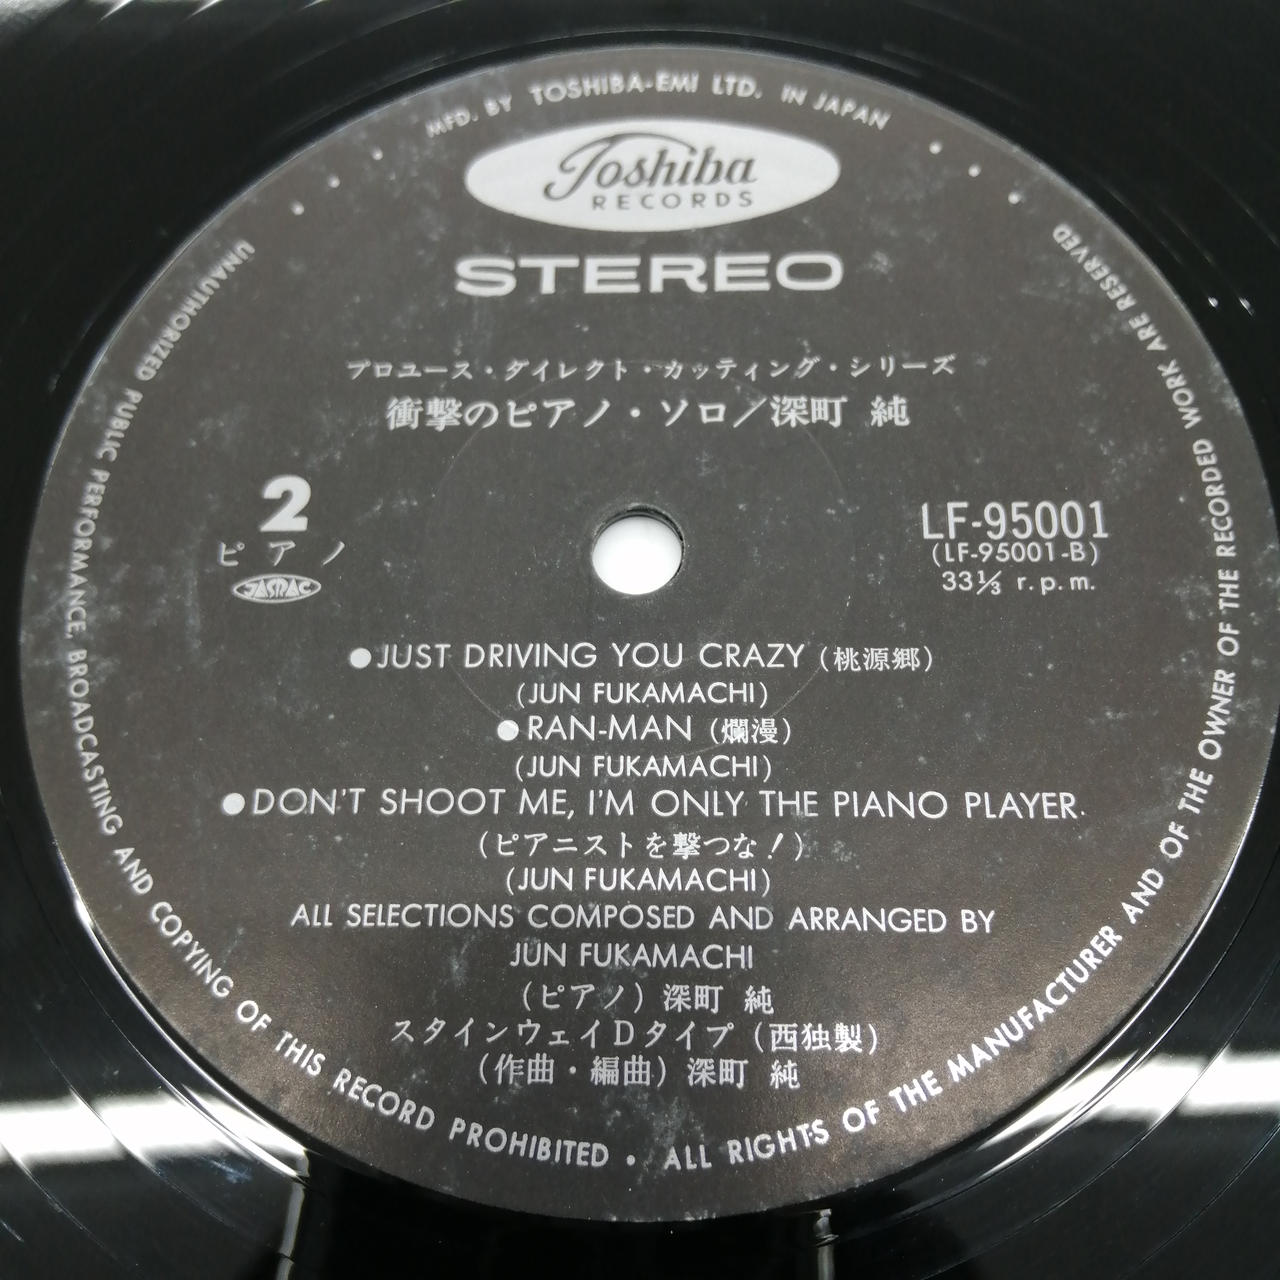 MFD. BY TOSHIBA-EMI LTD. IN JAPAN
Toshiba
RECORDS
STEREO
プロユース・ダイレクト・カッティング・シリーズ
衝撃のピアノ・ソロ／深町 純
2
ピアノ
JASRAC
LF-95001
(LF-95001-B)
33⅓ r.p.m.
●JUST DRIVING YOU CRAZY (桃源郷)
(JUN FUKAMACHI)
●RAN-MAN (爛漫)
(JUN FUKAMACHI)
●DON'T SHOOT ME, I'M ONLY THE PIANO PLAYER.
(ピアニストを撃つな！)
(JUN FUKAMACHI)
ALL SELECTIONS COMPOSED AND ARRANGED BY
JUN FUKAMACHI
(ピアノ) 深町 純
スタインウェイDタイプ (西独製)
(作曲・編曲) 深町 純
UNAUTHORIZED PUBLIC PERFORMANCE, BROADCASTING AND COPYING OF THIS RECORD PROHIBITED • ALL RIGHTS OF THE MANUFACTURER AND OF THE OWNER OF THE RECORDED WORK ARE RESERVED